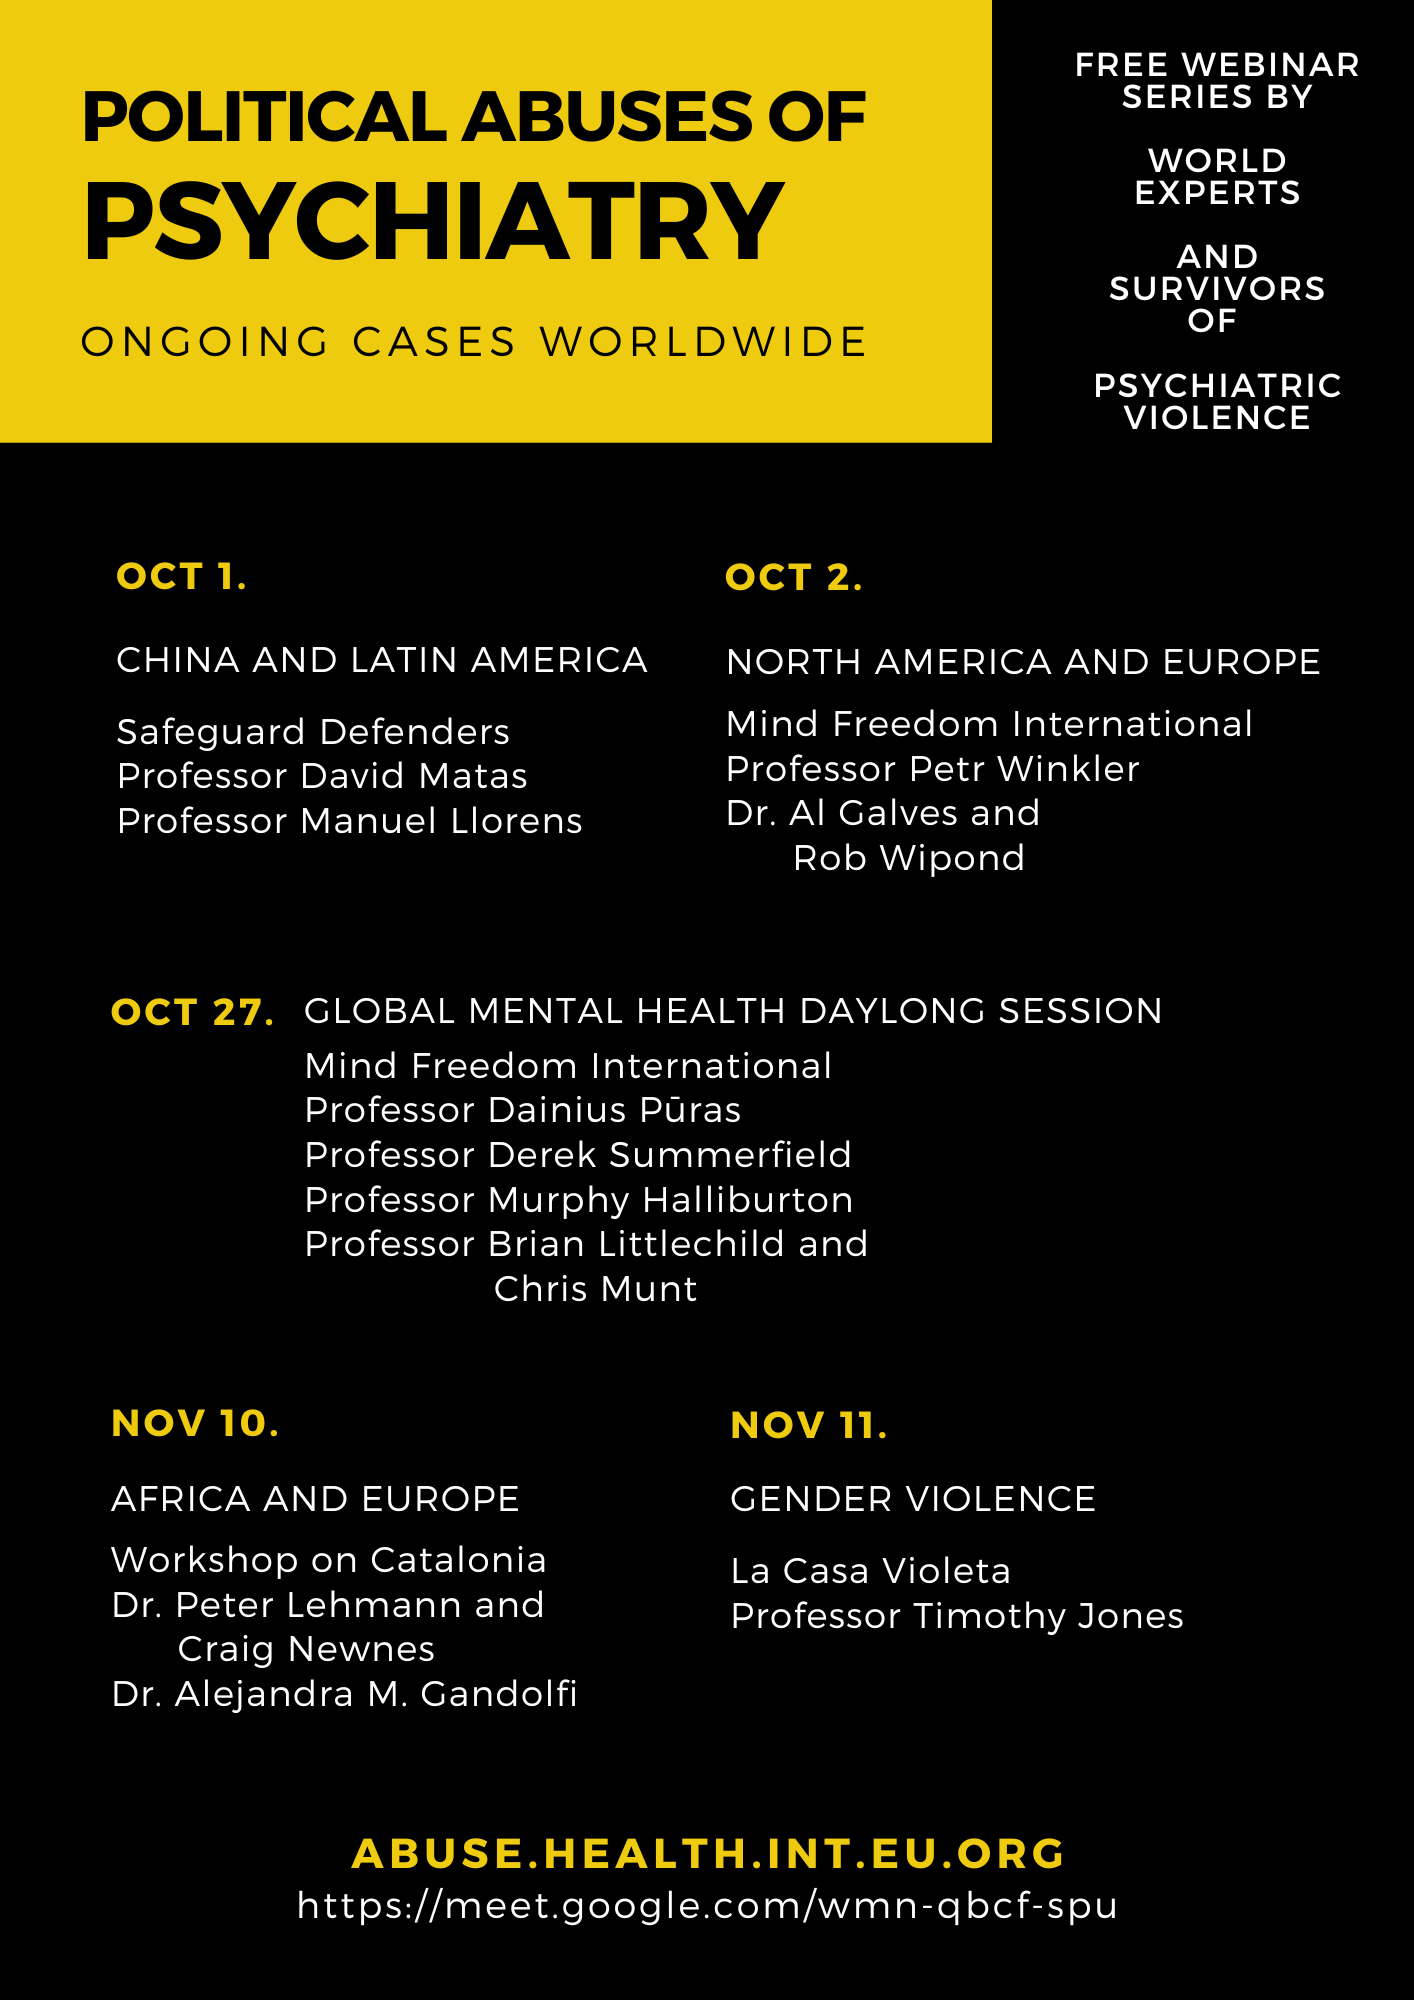 POLITICAL ABUSES OF
PSYCHIATRY
ONGOING CASES WORLDWIDE
FREE WEBINAR
SERIES BY
WORLD
EXPERTS
AND
SURVIVORS
OF
PSYCHIATRIC
VIOLENCE
OCT 1.
CHINA AND LATIN AMERICA
Safeguard Defenders
Professor David Matas
Professor Manuel Llorens
OCT 2.
NORTH AMERICA AND EUROPE
Mind Freedom International
Professor Petr Winkler
Dr. Al Galves and
Rob Wipond
OCT 27. GLOBAL MENTAL HEALTH DAYLONG SESSION
Mind Freedom International
Professor Dainius Pūras
Professor Derek Summerfield
Professor Murphy Halliburton
Professor Brian Littlechild and
Chris Munt
NOV 10.
AFRICA AND EUROPE
Workshop on Catalonia
Dr. Peter Lehmann and
Craig Newnes
Dr. Alejandra M. Gandolfi
NOV 11.
GENDER VIOLENCE
La Casa Violeta
Professor Timothy Jones
ABUSE.HEALTH.INT.EU.ORG
https://meet.google.com/wmn-qbcf-spu